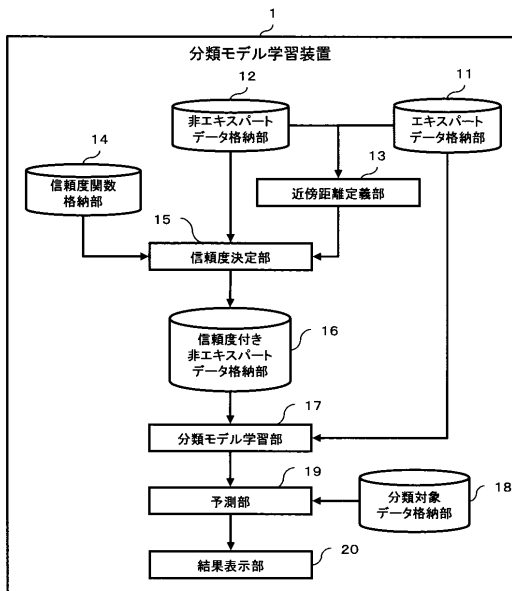 1
分類モデル学習装置
12
非エキスパート
データ格納部
11
エキスパート
データ格納部
14
信頼度関数
格納部
13
近傍距離定義部
15
信頼度決定部
信頼度付き
非エキスパート
データ格納部
16
17
分類モデル学習部
19
予測部
分類対象
データ格納部
18
結果表示部
20